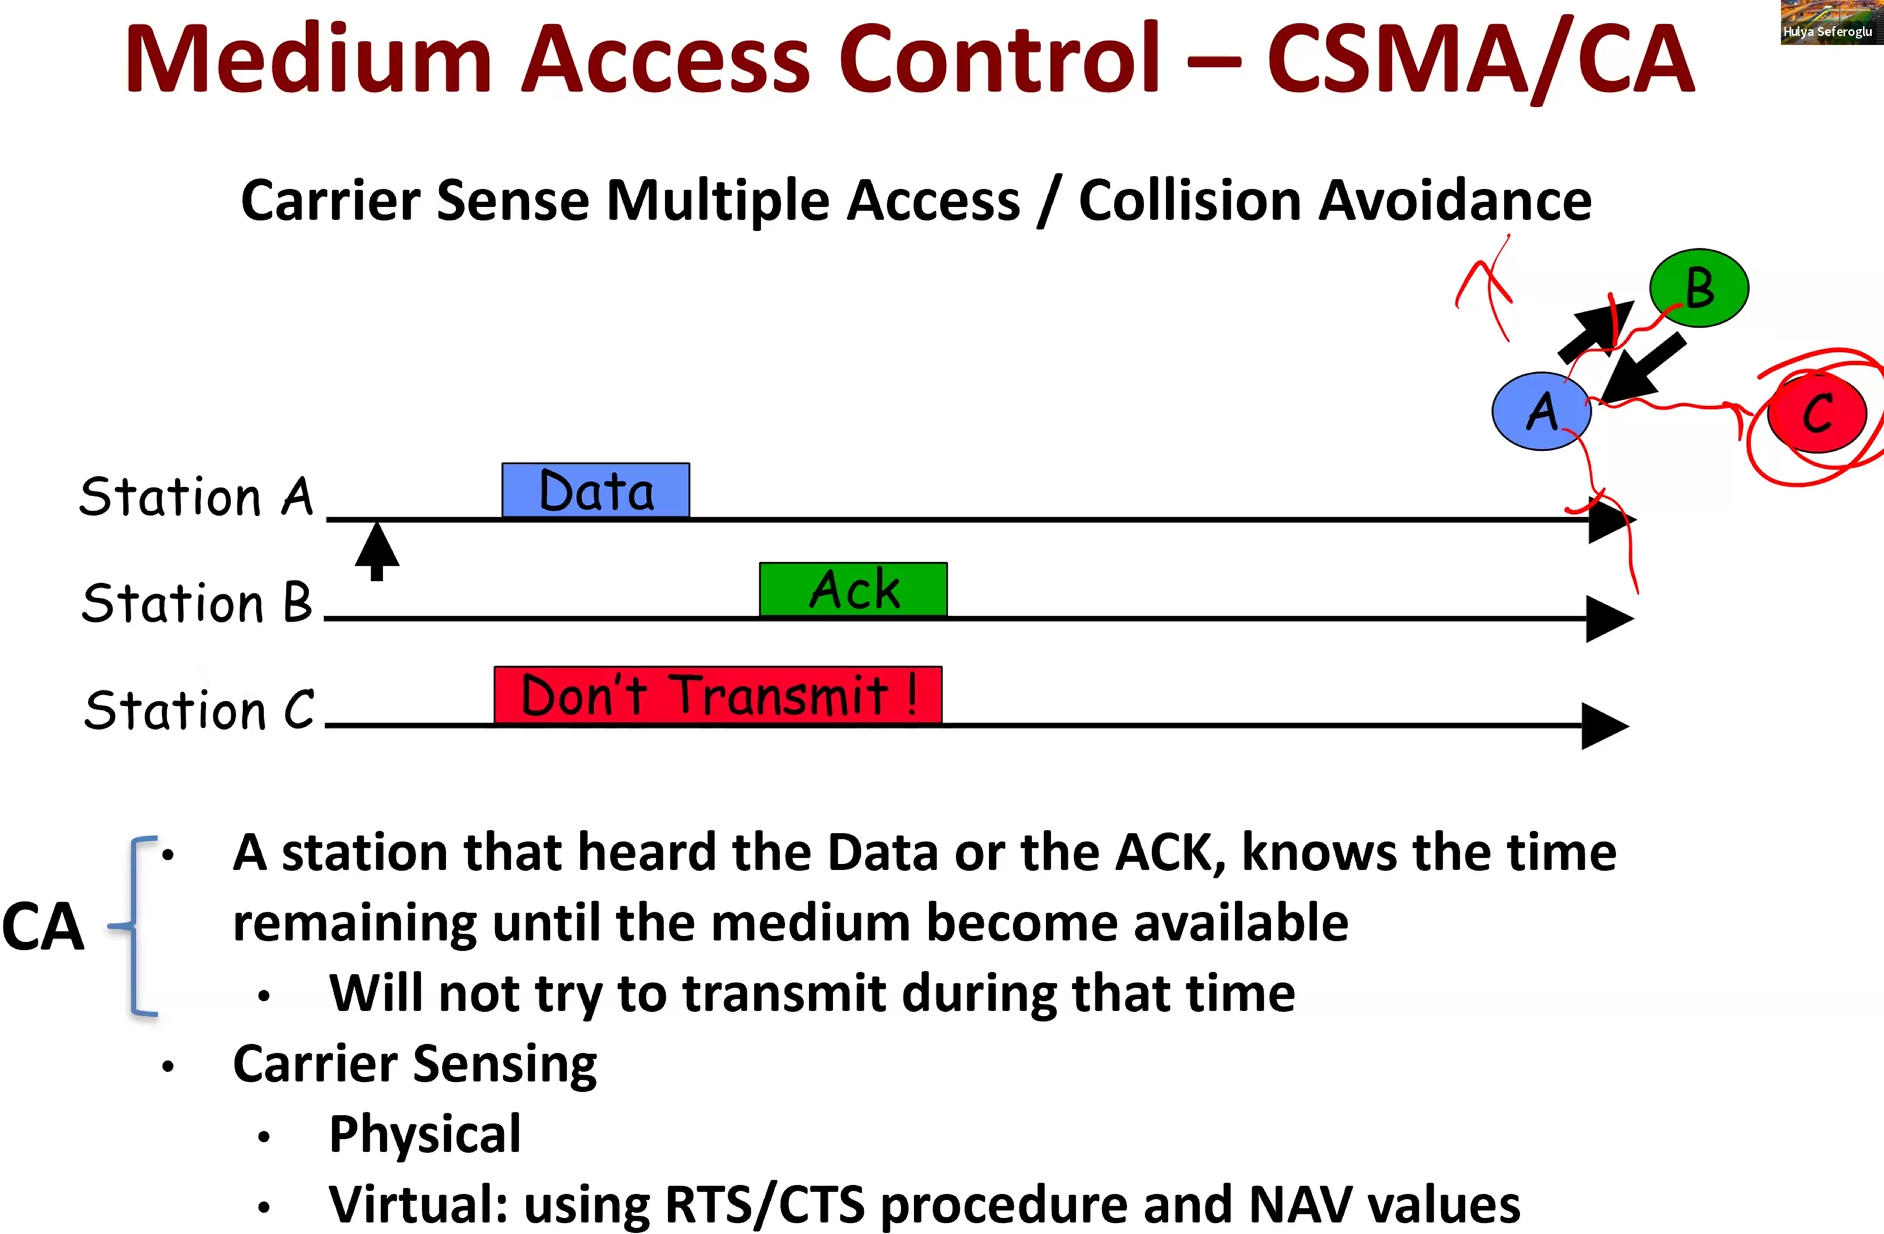 Medium Access Control – CSMA/CA
Hulya Seferoglu
Carrier Sense Multiple Access / Collision Avoidance
B
A
C
Station A
Data
Station B
Ack
Station C
Don't Transmit !
CA
• A station that heard the Data or the ACK, knows the time
remaining until the medium become available
• Will not try to transmit during that time
• Carrier Sensing
• Physical
• Virtual: using RTS/CTS procedure and NAV values